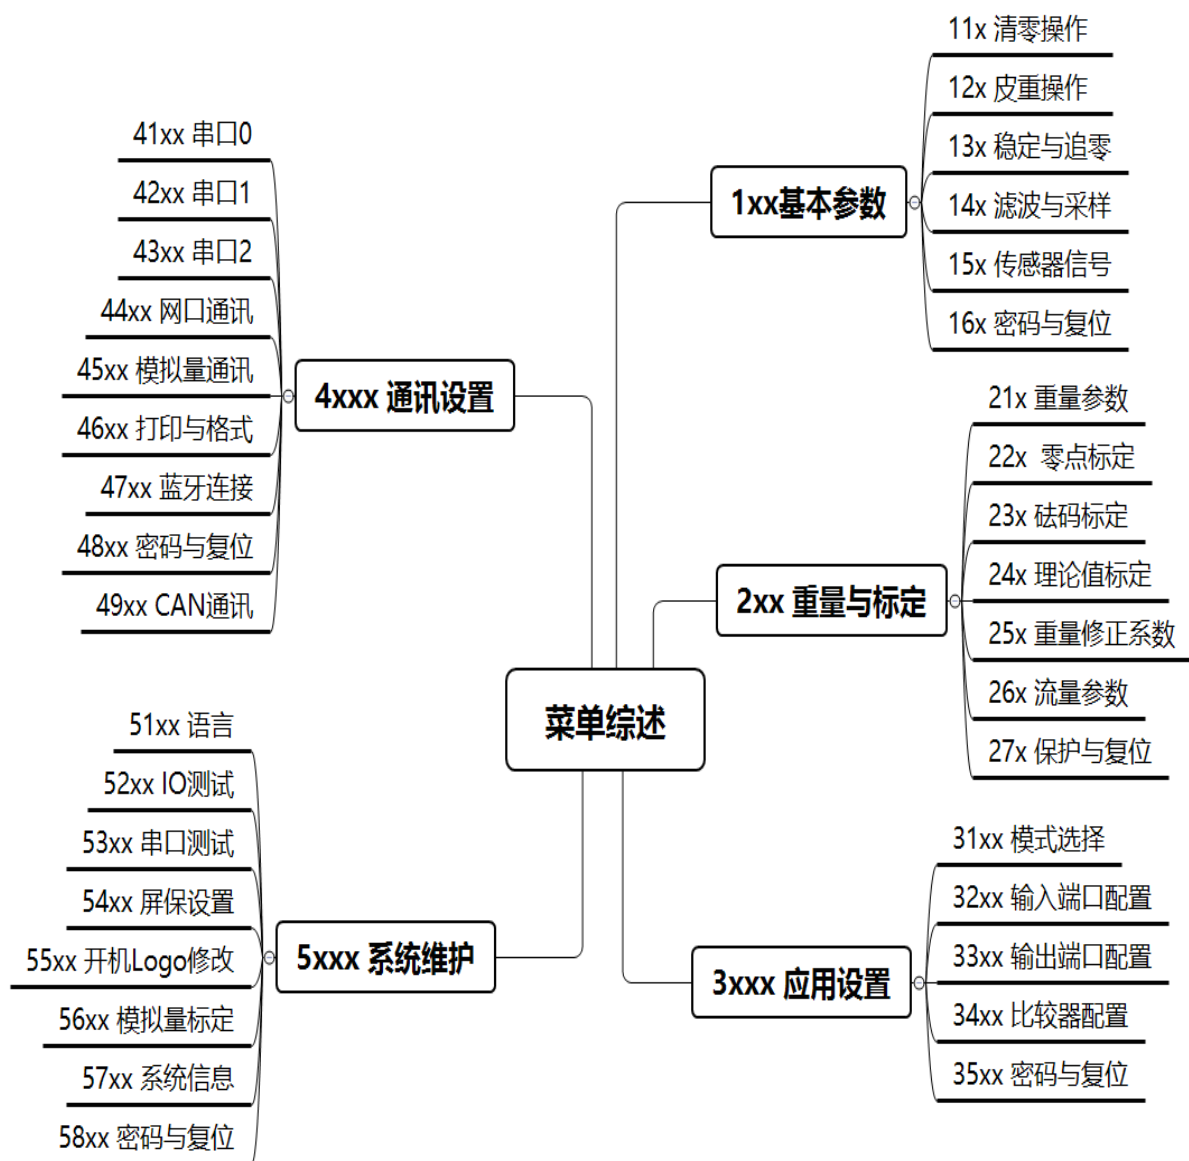 菜单综述
1xx基本参数
11x 清零操作
12x 皮重操作
13x 稳定与追零
14x 滤波与采样
15x 传感器信号
16x 密码与复位
2xx 重量与标定
21x 重量参数
22x 零点标定
23x 砝码标定
24x 理论值标定
25x 重量修正系数
26x 流量参数
27x 保护与复位
3xxx 应用设置
31xx 模式选择
32xx 输入端口配置
33xx 输出端口配置
34xx 比较器配置
35xx 密码与复位
4xxx 通讯设置
41xx 串口0
42xx 串口1
43xx 串口2
44xx 网口通讯
45xx 模拟量通讯
46xx 打印与格式
47xx 蓝牙连接
48xx 密码与复位
49xx CAN通讯
5xxx 系统维护
51xx 语言
52xx IO测试
53xx 串口测试
54xx 屏保设置
55xx 开机Logo修改
56xx 模拟量标定
57xx 系统信息
58xx 密码与复位